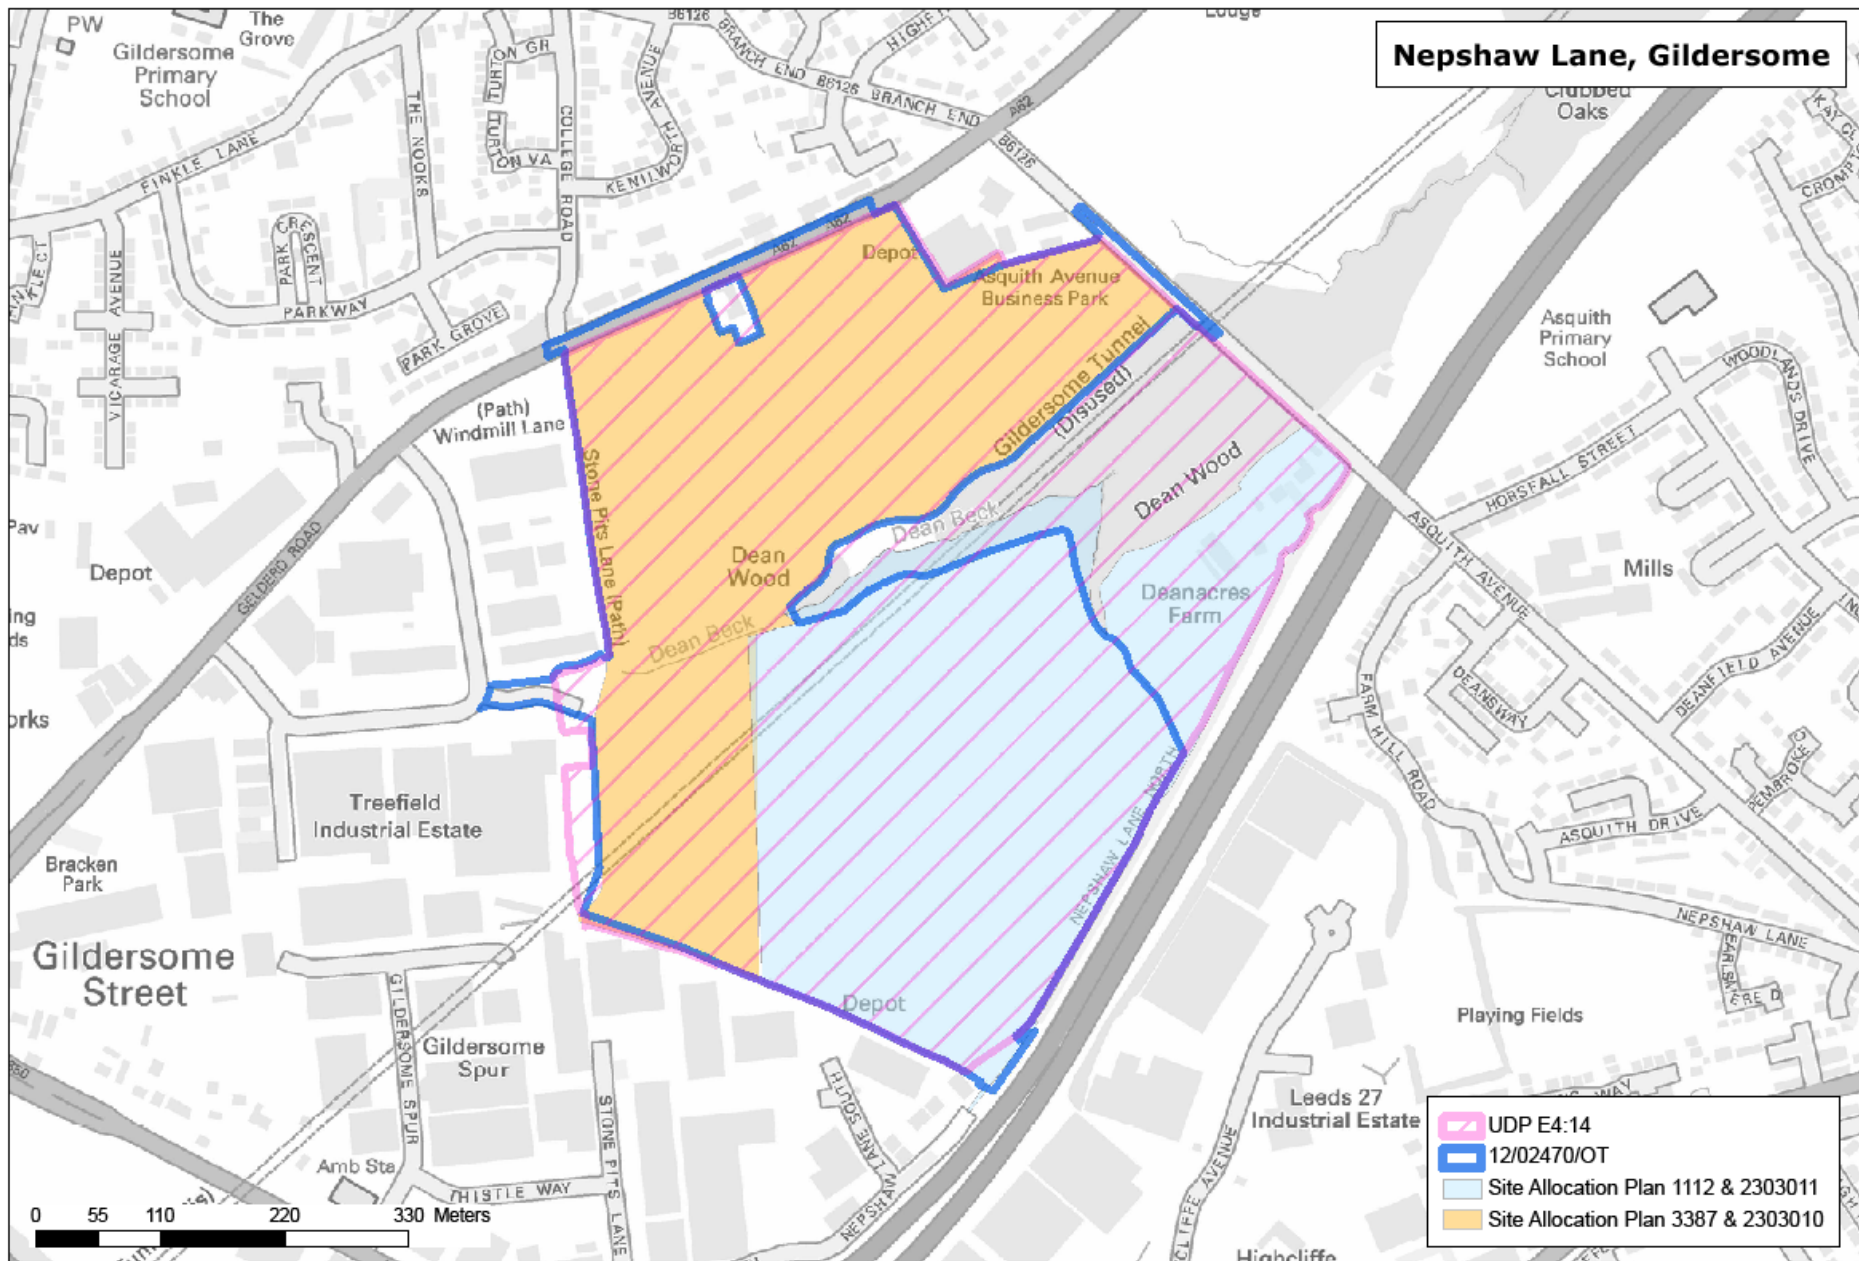 Nepshaw Lane, Gildersome
PW
The
Grove
Gildersome
Primary
School
TURTON GR
TURTON VA
THE NOOKS
COLLEGE ROAD
KENILWORTH AVENUE
B6126
BRANCH END B6126 BRANCH END
B6126
A62
Clubbed
Oaks
FINKLE LANE
PARK CRESCENT
PARKWAY
PARK GROVE
VICARAGE AVENUE
A62
A62
Depot
Asquith Avenue
Business Park
Asquith
Primary
School
WOODLANDS DRIVE
(Path)
Windmill Lane
Stone Pits Lane (Path)
Gildersome Tunnel
(Disused)
Dean Wood
Dean Beck
Dean
Wood
Dean Beck
Deanacres
Farm
HORSFALL STREET
ASQUITH AVENUE
Mills
Pav
Depot
GELDERD ROAD
DEANSWAY
DEANFIELD AVENUE
FARM HILL ROAD
PEMBROKE
ASQUITH DRIVE
Treefield
Industrial Estate
NEPSHAW LANE NORTH
Bracken
Park
NEPSHAW LANE
Gildersome
Street
GILDERSOME SPUR
Depot
Gildersome
Spur
Playing Fields
NEPSHAW LANE SOUTH
STONE PITS LANE
Leeds 27
Industrial Estate
Amb Sta
THISTLE WAY
Highcliffe
0 55 110 220 330 Meters
UDP E4:14
12/02470/OT
Site Allocation Plan 1112 & 2303011
Site Allocation Plan 3387 & 2303010